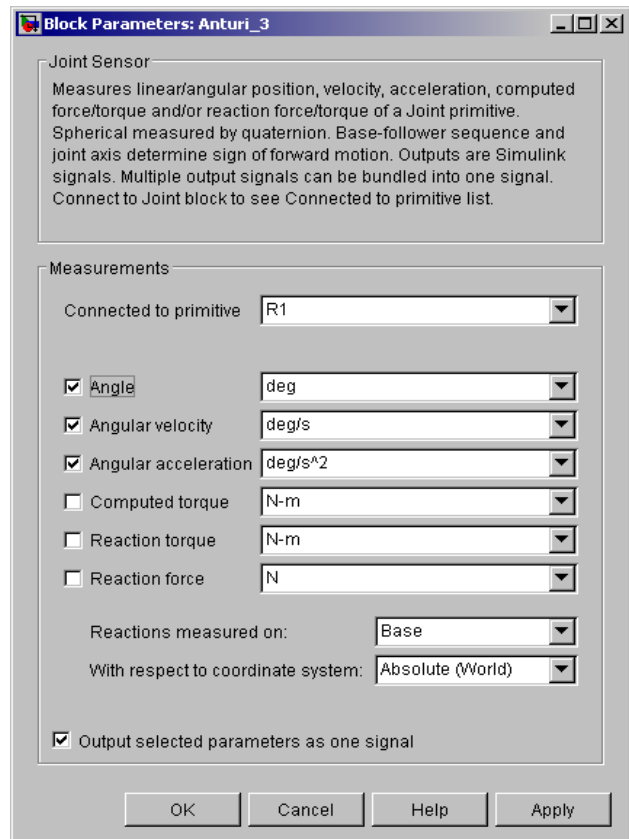 Block Parameters: Anturi_3
Joint Sensor
Measures linear/angular position, velocity, acceleration, computed
force/torque and/or reaction force/torque of a Joint primitive.
Spherical measured by quaternion. Base-follower sequence and
joint axis determine sign of forward motion. Outputs are Simulink
signals. Multiple output signals can be bundled into one signal.
Connect to Joint block to see Connected to primitive list.
Measurements
Connected to primitive R1
Angle deg
Angular velocity deg/s
Angular acceleration deg/s^2
Computed torque N-m
Reaction torque N-m
Reaction force N
Reactions measured on: Base
With respect to coordinate system: Absolute (World)
Output selected parameters as one signal
OK Cancel Help Apply